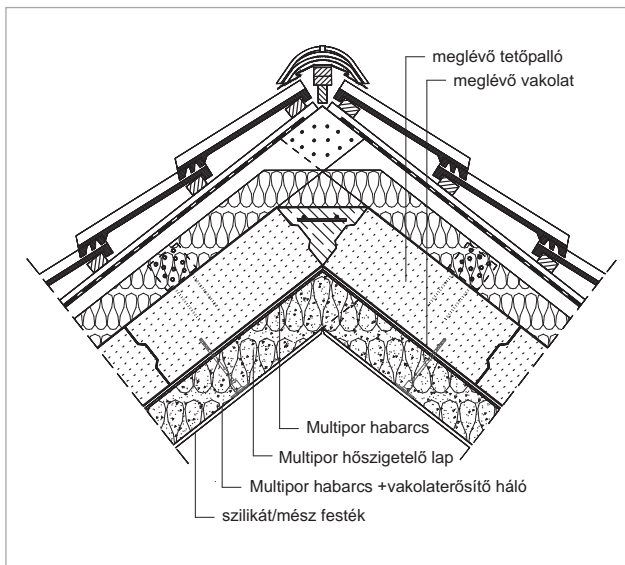 meglévő tetőpalló
meglévő vakolat
Multipor habarcs
Multipor hőszigetelő lap
Multipor habarcs +vakolaterősítő háló
szilikát/mész festék